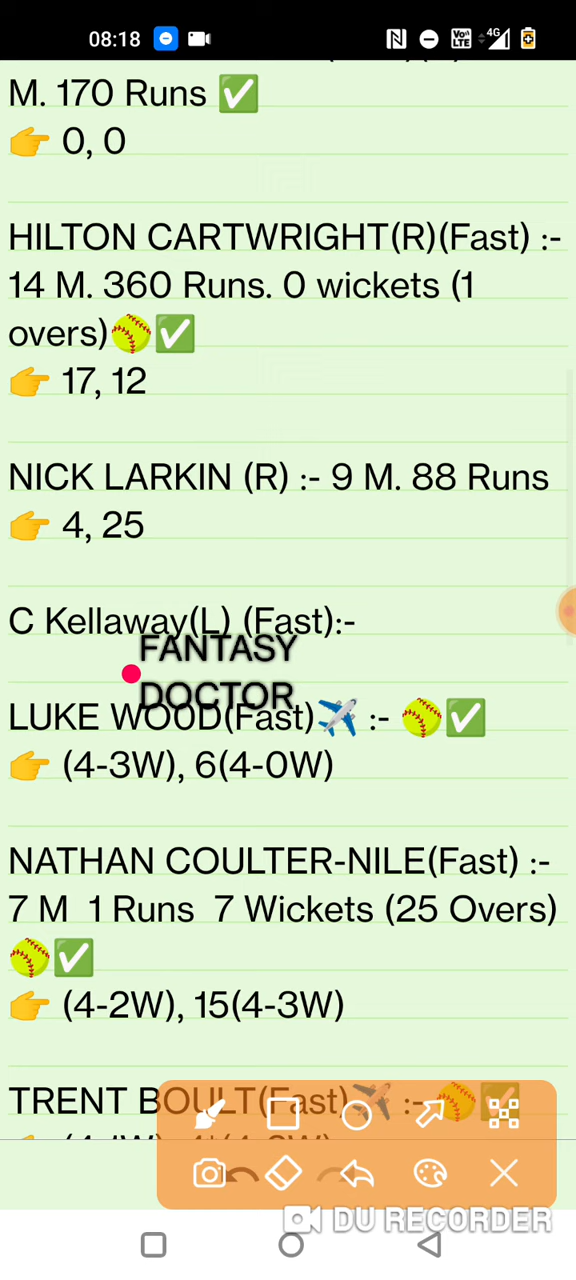 08:18 VoLTE 4G
M. 170 Runs ✅
👉 0, 0
HILTON CARTWRIGHT(R)(Fast) :-
14 M. 360 Runs. 0 wickets (1
overs)🥎✅
👉 17, 12
NICK LARKIN (R) :- 9 M. 88 Runs
👉 4, 25
C Kellaway(L) (Fast):-
FANTASY
DOCTOR
LUKE WOOD(Fast)✈️ :- 🥎✅
👉 (4-3W), 6(4-0W)
NATHAN COULTER-NILE(Fast) :-
7 M 1 Runs 7 Wickets (25 Overs)
🥎✅
👉 (4-2W), 15(4-3W)
TRENT BOULT(Fast)✈️ :- 🥎✅
DU RECORDER